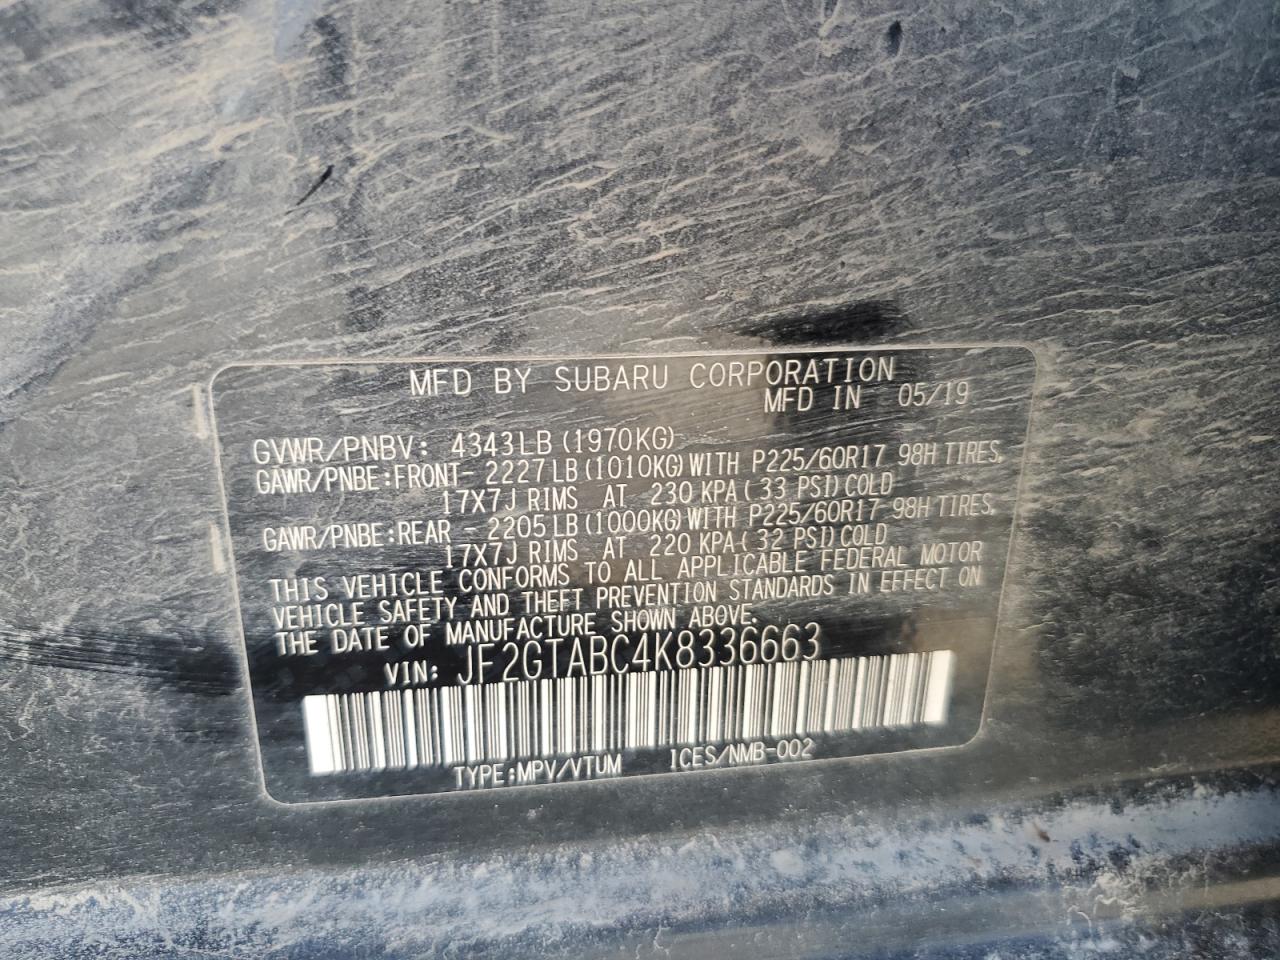 MFD BY SUBARU CORPORATION
MFD IN 05/19
GVWR/PNBV: 4343LB(1970KG)
GAWR/PNBE:FRONT- 2227LB(1010KG)WITH P225/60R17 98H TIRES,
17X7J RIMS AT 230 KPA(33 PSI)COLD
GAWR/PNBE:REAR - 2205LB(1000KG)WITH P225/60R17 98H TIRES,
17X7J RIMS AT 220 KPA(32 PSI)COLD
THIS VEHICLE CONFORMS TO ALL APPLICABLE FEDERAL MOTOR
VEHICLE SAFETY AND THEFT PREVENTION STANDARDS IN EFFECT ON
THE DATE OF MANUFACTURE SHOWN ABOVE.
VIN: JF2GTABC4K8336663
TYPE:MPV/VTUM ICES/NMB-002